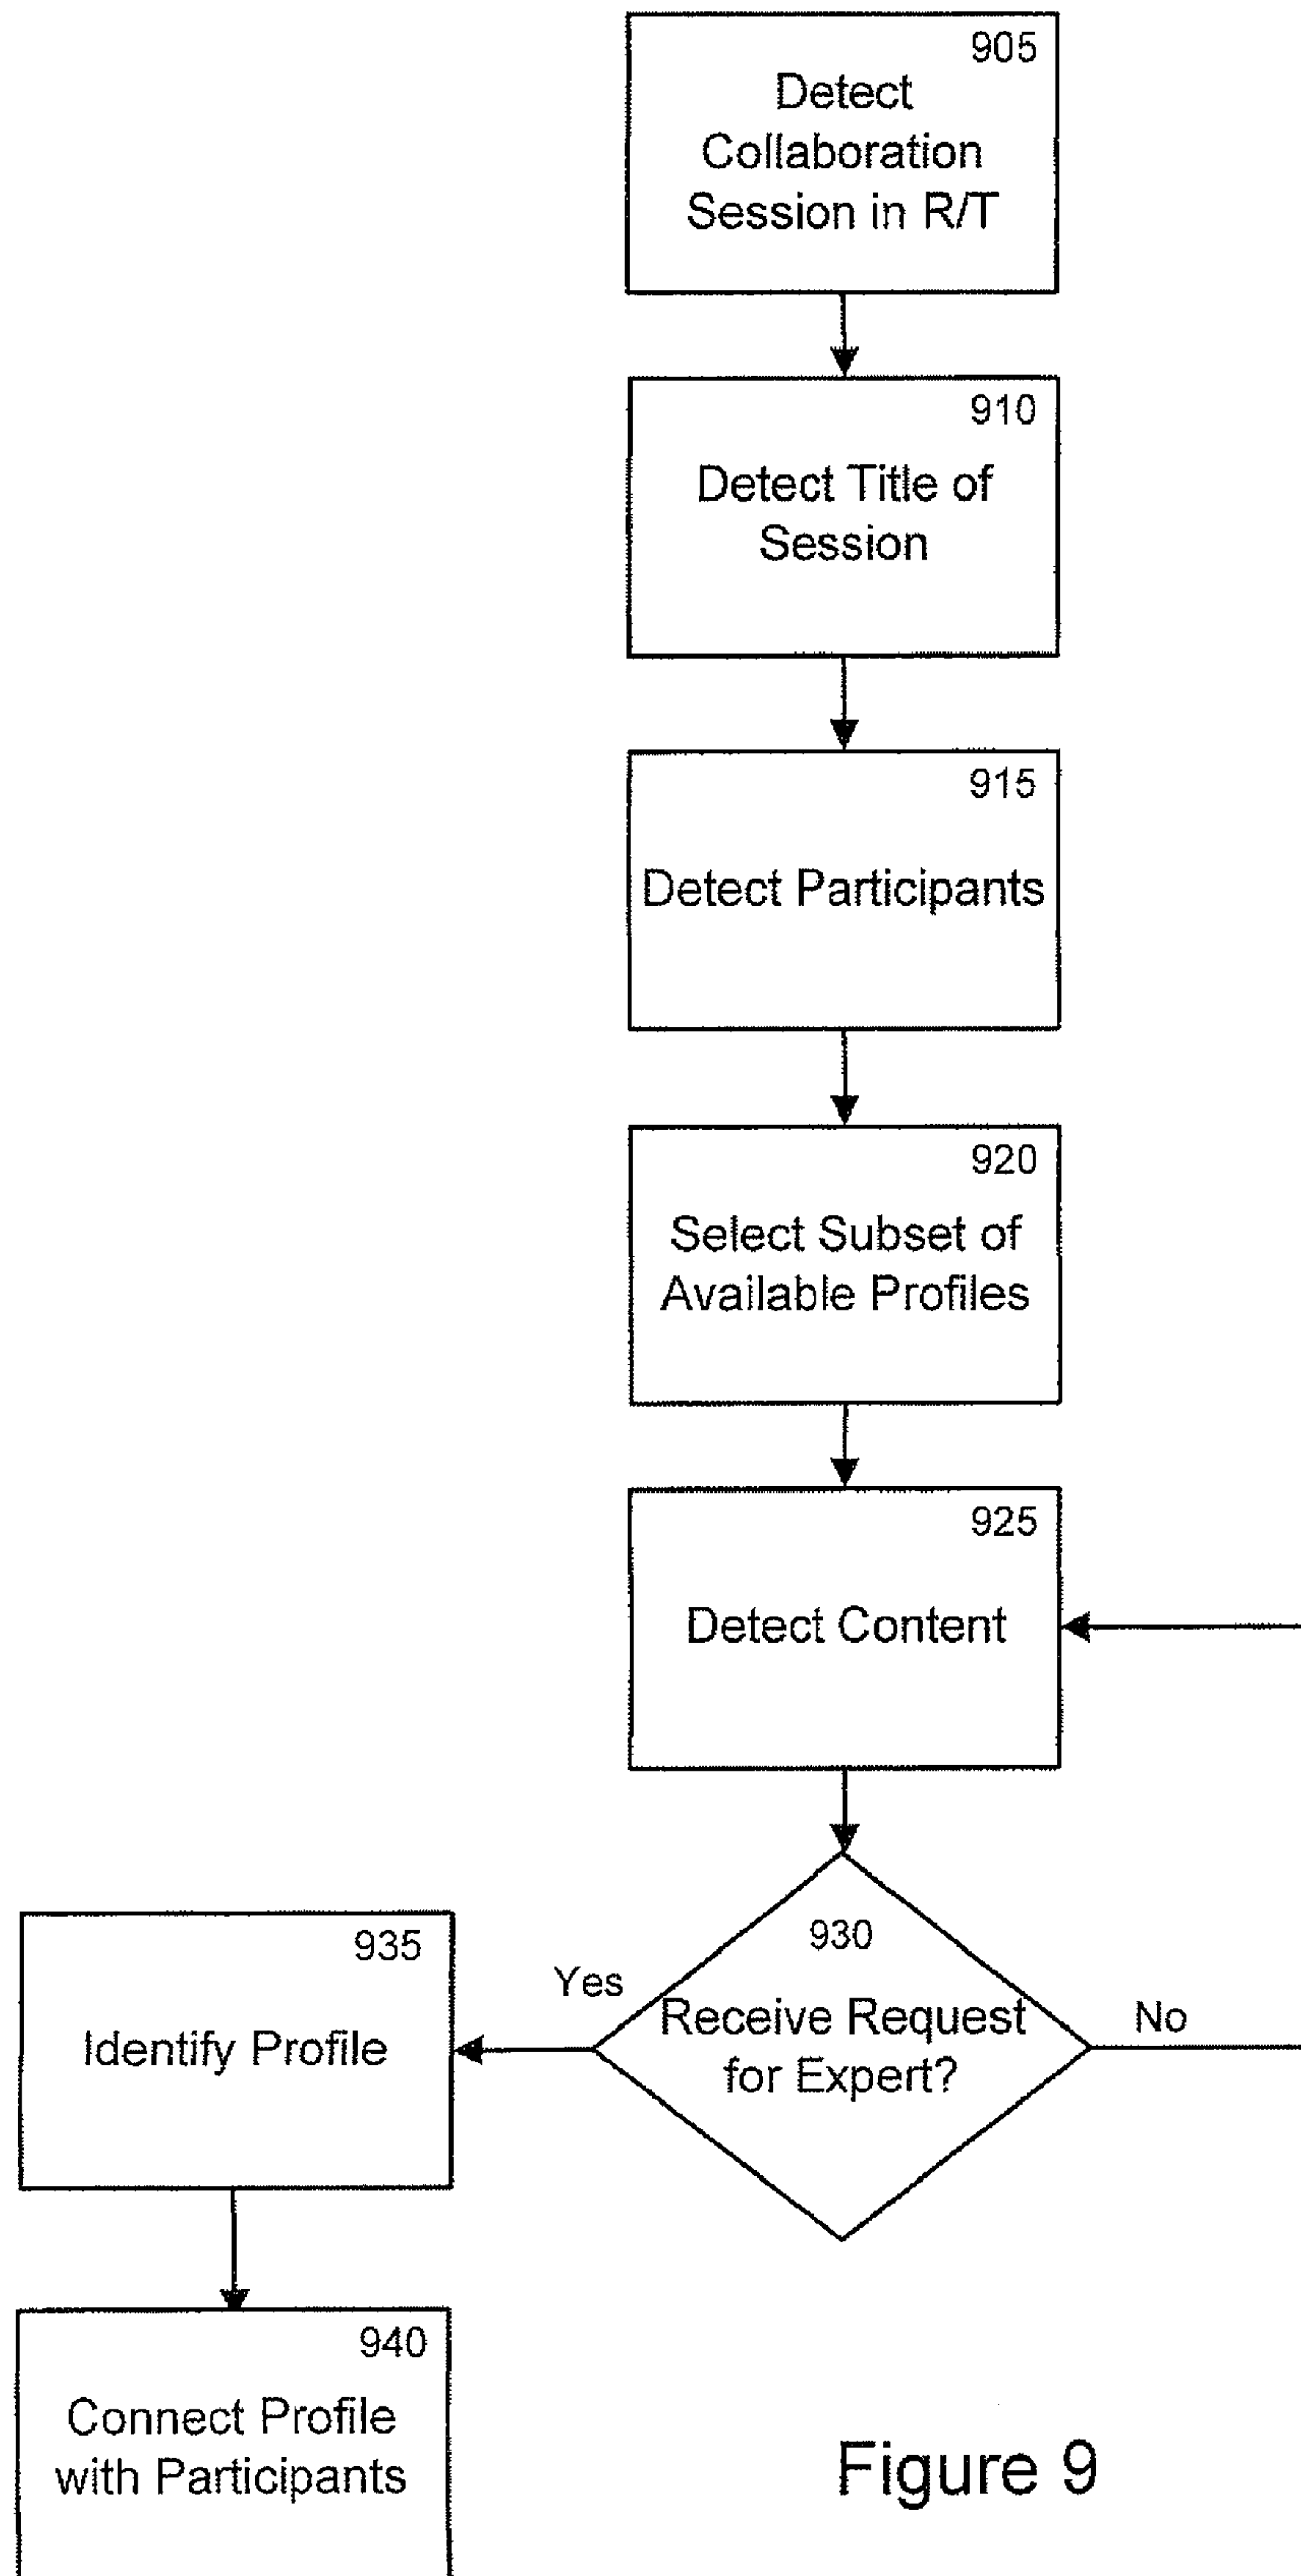 905
Detect
Collaboration
Session in R/T
910
Detect Title of
Session
915
Detect Participants
920
Select Subset of
Available Profiles
925
Detect Content
930
Receive Request
for Expert?
Yes
No
935
Identify Profile
940
Connect Profile
with Participants
Figure 9